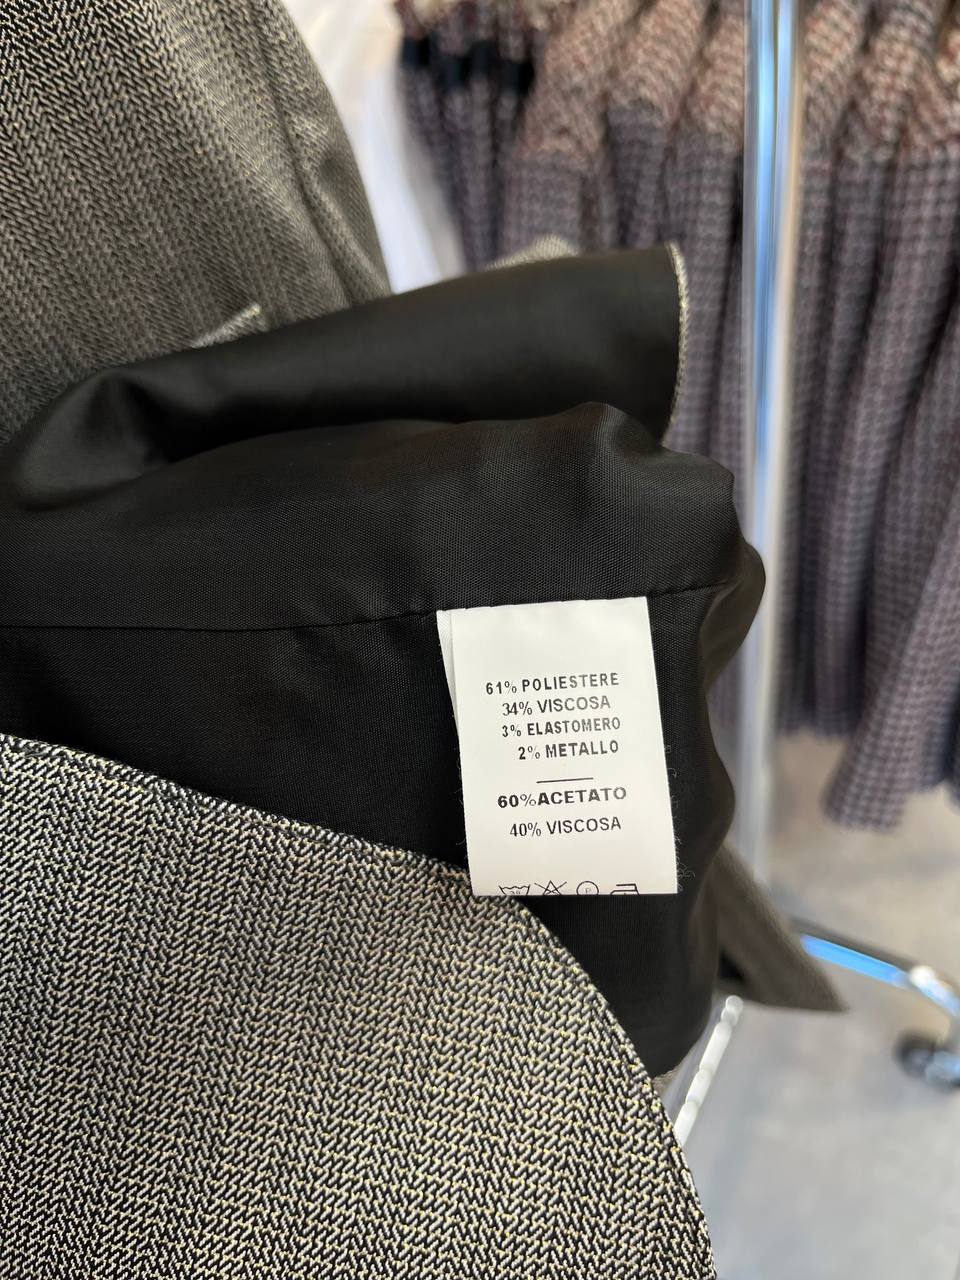 61% POLIESTERE
34% VISCOSA
3% ELASTOMERO
2% METALLO
60%ACETATO
40% VISCOSA